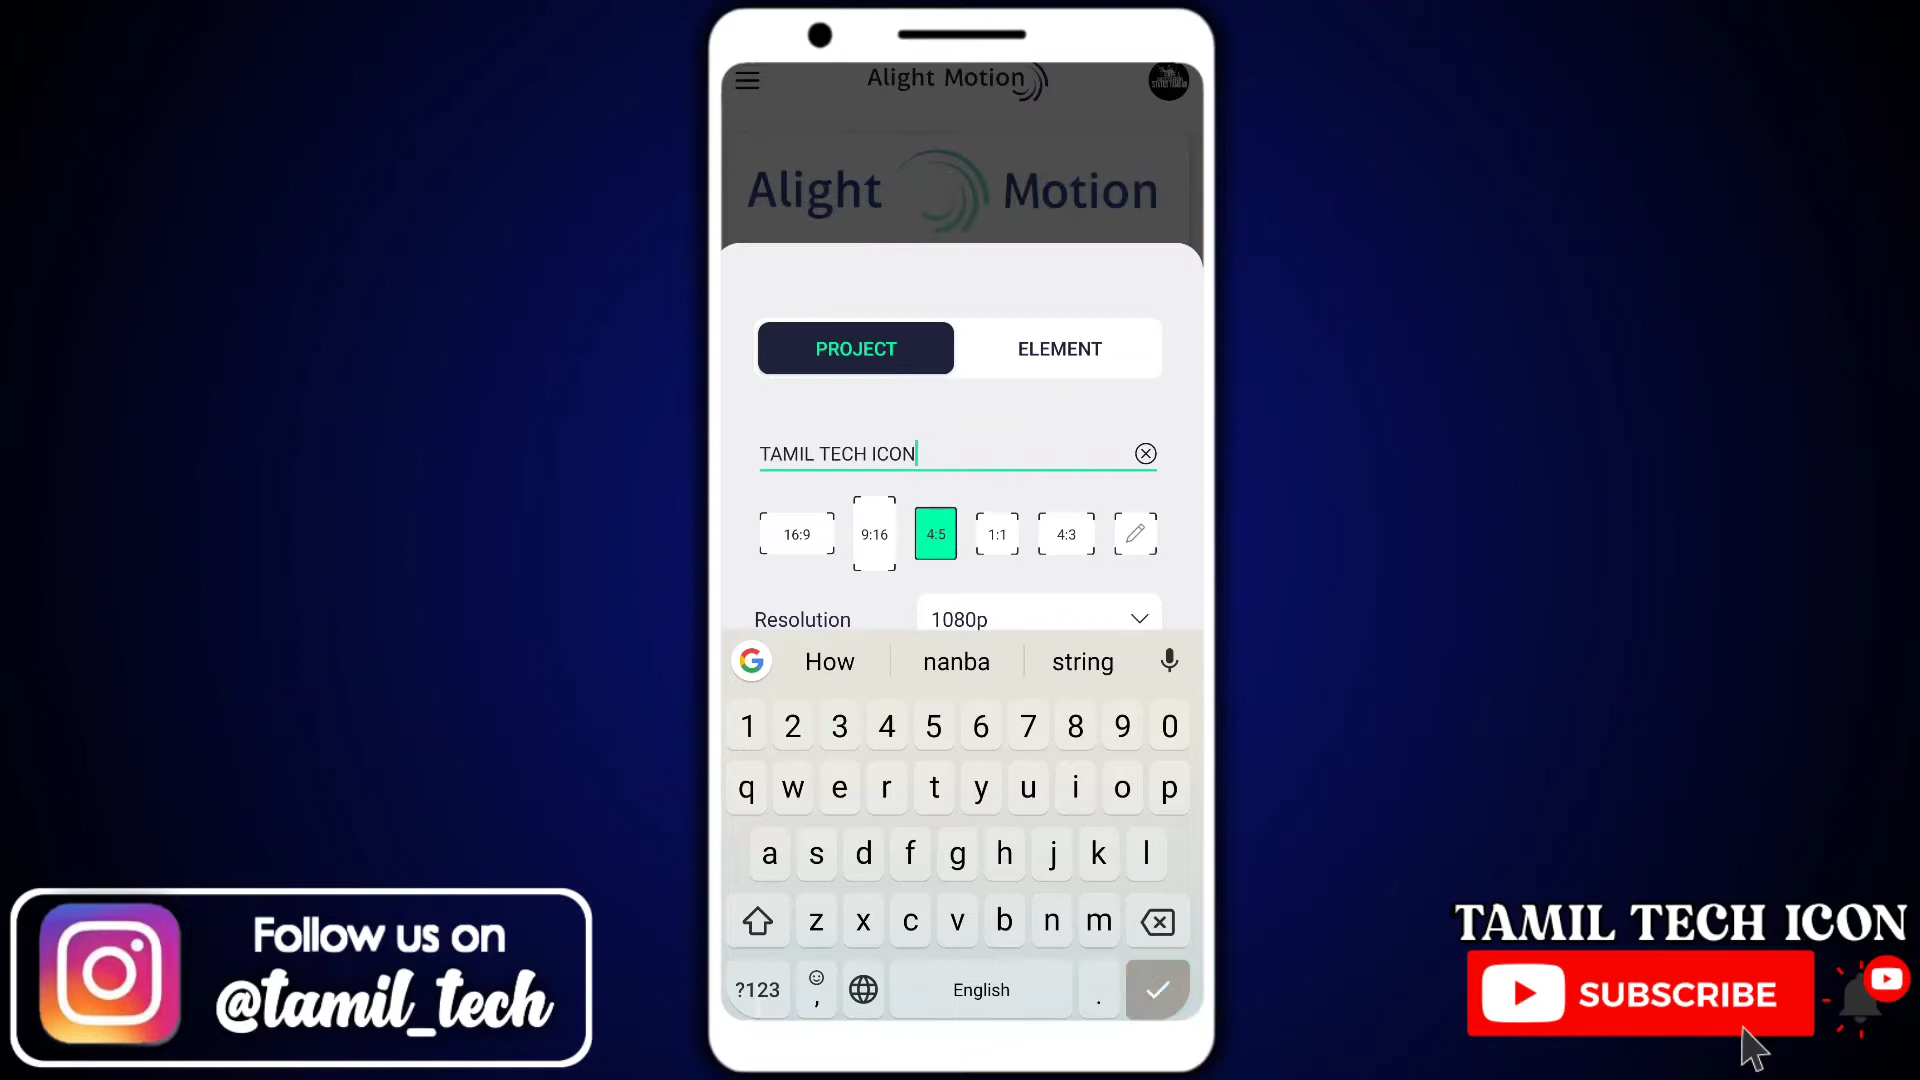 Alight Motion
Alight Motion
PROJECT ELEMENT
TAMIL TECH ICON
16:9 9:16 4:5 1:1 4:3
Resolution 1080p
How nanba string
1 2 3 4 5 6 7 8 9 0
q w e r t y u i o p
a s d f g h j k l
z x c v b n m
?123 , English .
Follow us on
@tamil_tech
TAMIL TECH ICON
SUBSCRIBE